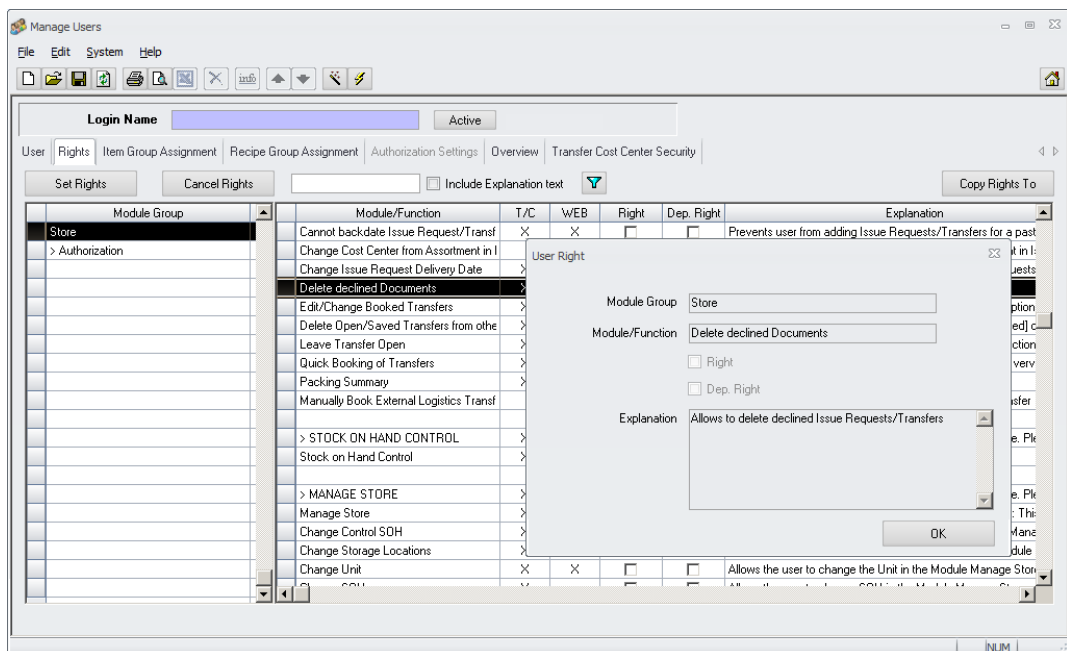 Manage Users
File Edit System Help
info
Login Name Active
User Rights Item Group Assignment Recipe Group Assignment Authorization Settings Overview Transfer Cost Center Security
Set Rights Cancel Rights Include Explanation text Copy Rights To
Module Group Module/Function T/C WEB Right Dep. Right Explanation
Store Cannot backdate Issue Request/Transf X X Prevents user from adding Issue Requests/Transfers for a past
> Authorization Change Cost Center from Assortment in I
Change Issue Request Delivery Date
Delete declined Documents
Edit/Change Booked Transfers
Delete Open/Saved Transfers from othe
Leave Transfer Open
Quick Booking of Transfers
Packing Summary
Manually Book External Logistics Transf
> STOCK ON HAND CONTROL
Stock on Hand Control
> MANAGE STORE
Manage Store
Change Control SOH
Change Storage Locations
Change Unit X X Allows the user to change the Unit in the Module Manage Store
User Right
Module Group Store
Module/Function Delete declined Documents
Right
Dep. Right
Explanation Allows to delete declined Issue Requests/Transfers
OK
NUM